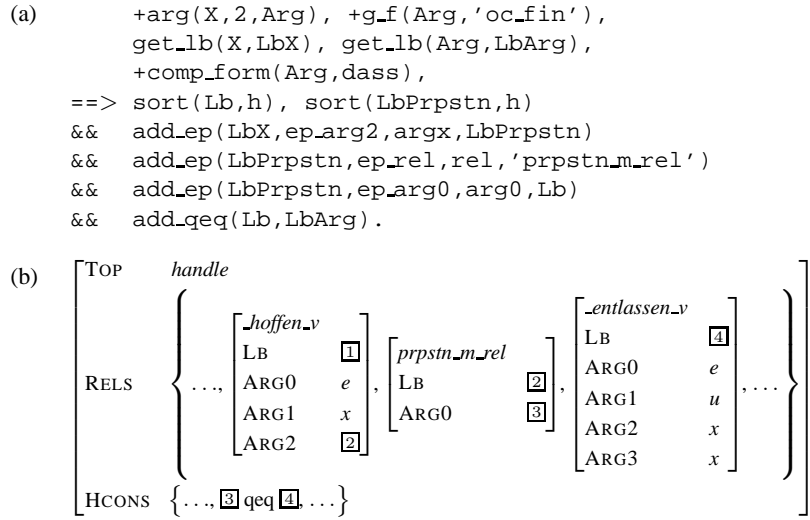 (a) +arg(X,2,Arg), +g_f(Arg,'oc_fin'),
get_lb(X,LbX), get_lb(Arg,LbArg),
+comp_form(Arg,dass),
==> sort(Lb,h), sort(LbPrpstn,h)
&& add_ep(LbX,ep_arg2,argx,LbPrpstn)
&& add_ep(LbPrpstn,ep_rel,rel,'prpstn_m_rel')
&& add_ep(LbPrpstn,ep_arg0,arg0,Lb)
&& add_qeq(Lb,LbArg).
(b) TOP handle
RELS { ..., [ _hoffen_v
LB 1
ARG0 e
ARG1 x
ARG2 2 ], [ prpstn_m_rel
LB 2
ARG0 3 ], [ _entlassen_v
LB 4
ARG0 e
ARG1 u
ARG2 x
ARG3 x ], ... }
HCONS { ..., 3 qeq 4, ... }